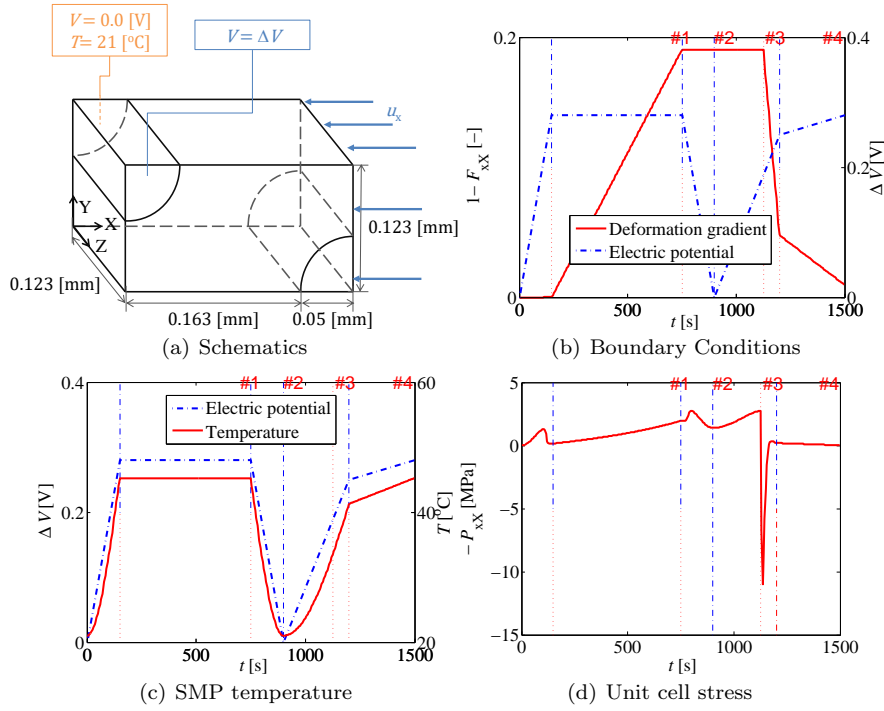 V = 0.0 [V]
T = 21 [°C]
V = ΔV
u_x
Y
X
Z
0.123 [mm]
0.123 [mm]
0.163 [mm]
0.05 [mm]
(a) Schematics
#1 #2 #3 #4
0.2
0.4
1− F_xX [−]
0.2
ΔV [V]
Deformation gradient
Electric potential
0
0
0 500 1000 1500
t [s]
(b) Boundary Conditions
#1 #2 #3 #4
0.4
60
Electric potential
Temperature
ΔV [V]
0.2
40
T [°C]
0
20
0 500 1000 1500
t [s]
(c) SMP temperature
#1 #2 #3 #4
5
0
−5
−10
−15
− P_xX [MPa]
0 500 1000 1500
t [s]
(d) Unit cell stress